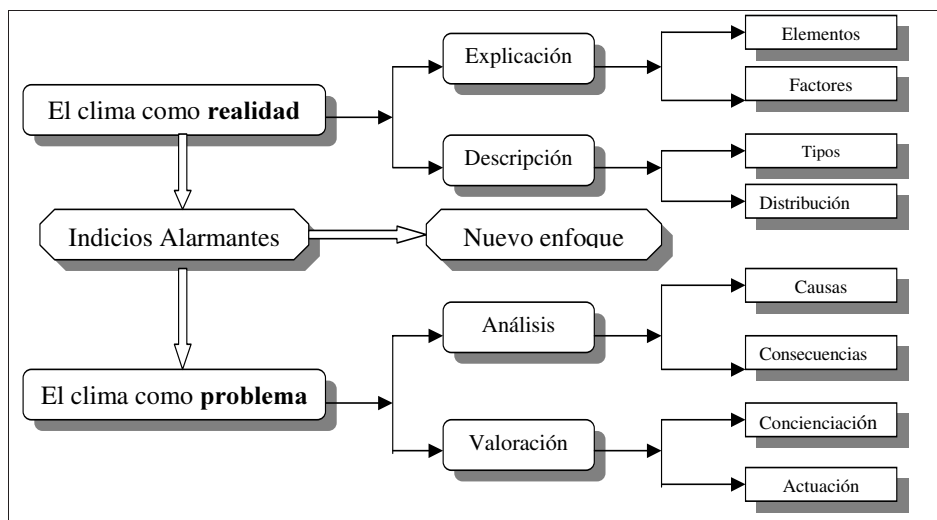 Elementos
Explicación
Factores
El clima como realidad
Descripción
Tipos
Distribución
Indicios Alarmantes
Nuevo enfoque
Causas
Análisis
Consecuencias
El clima como problema
Concienciación
Valoración
Actuación